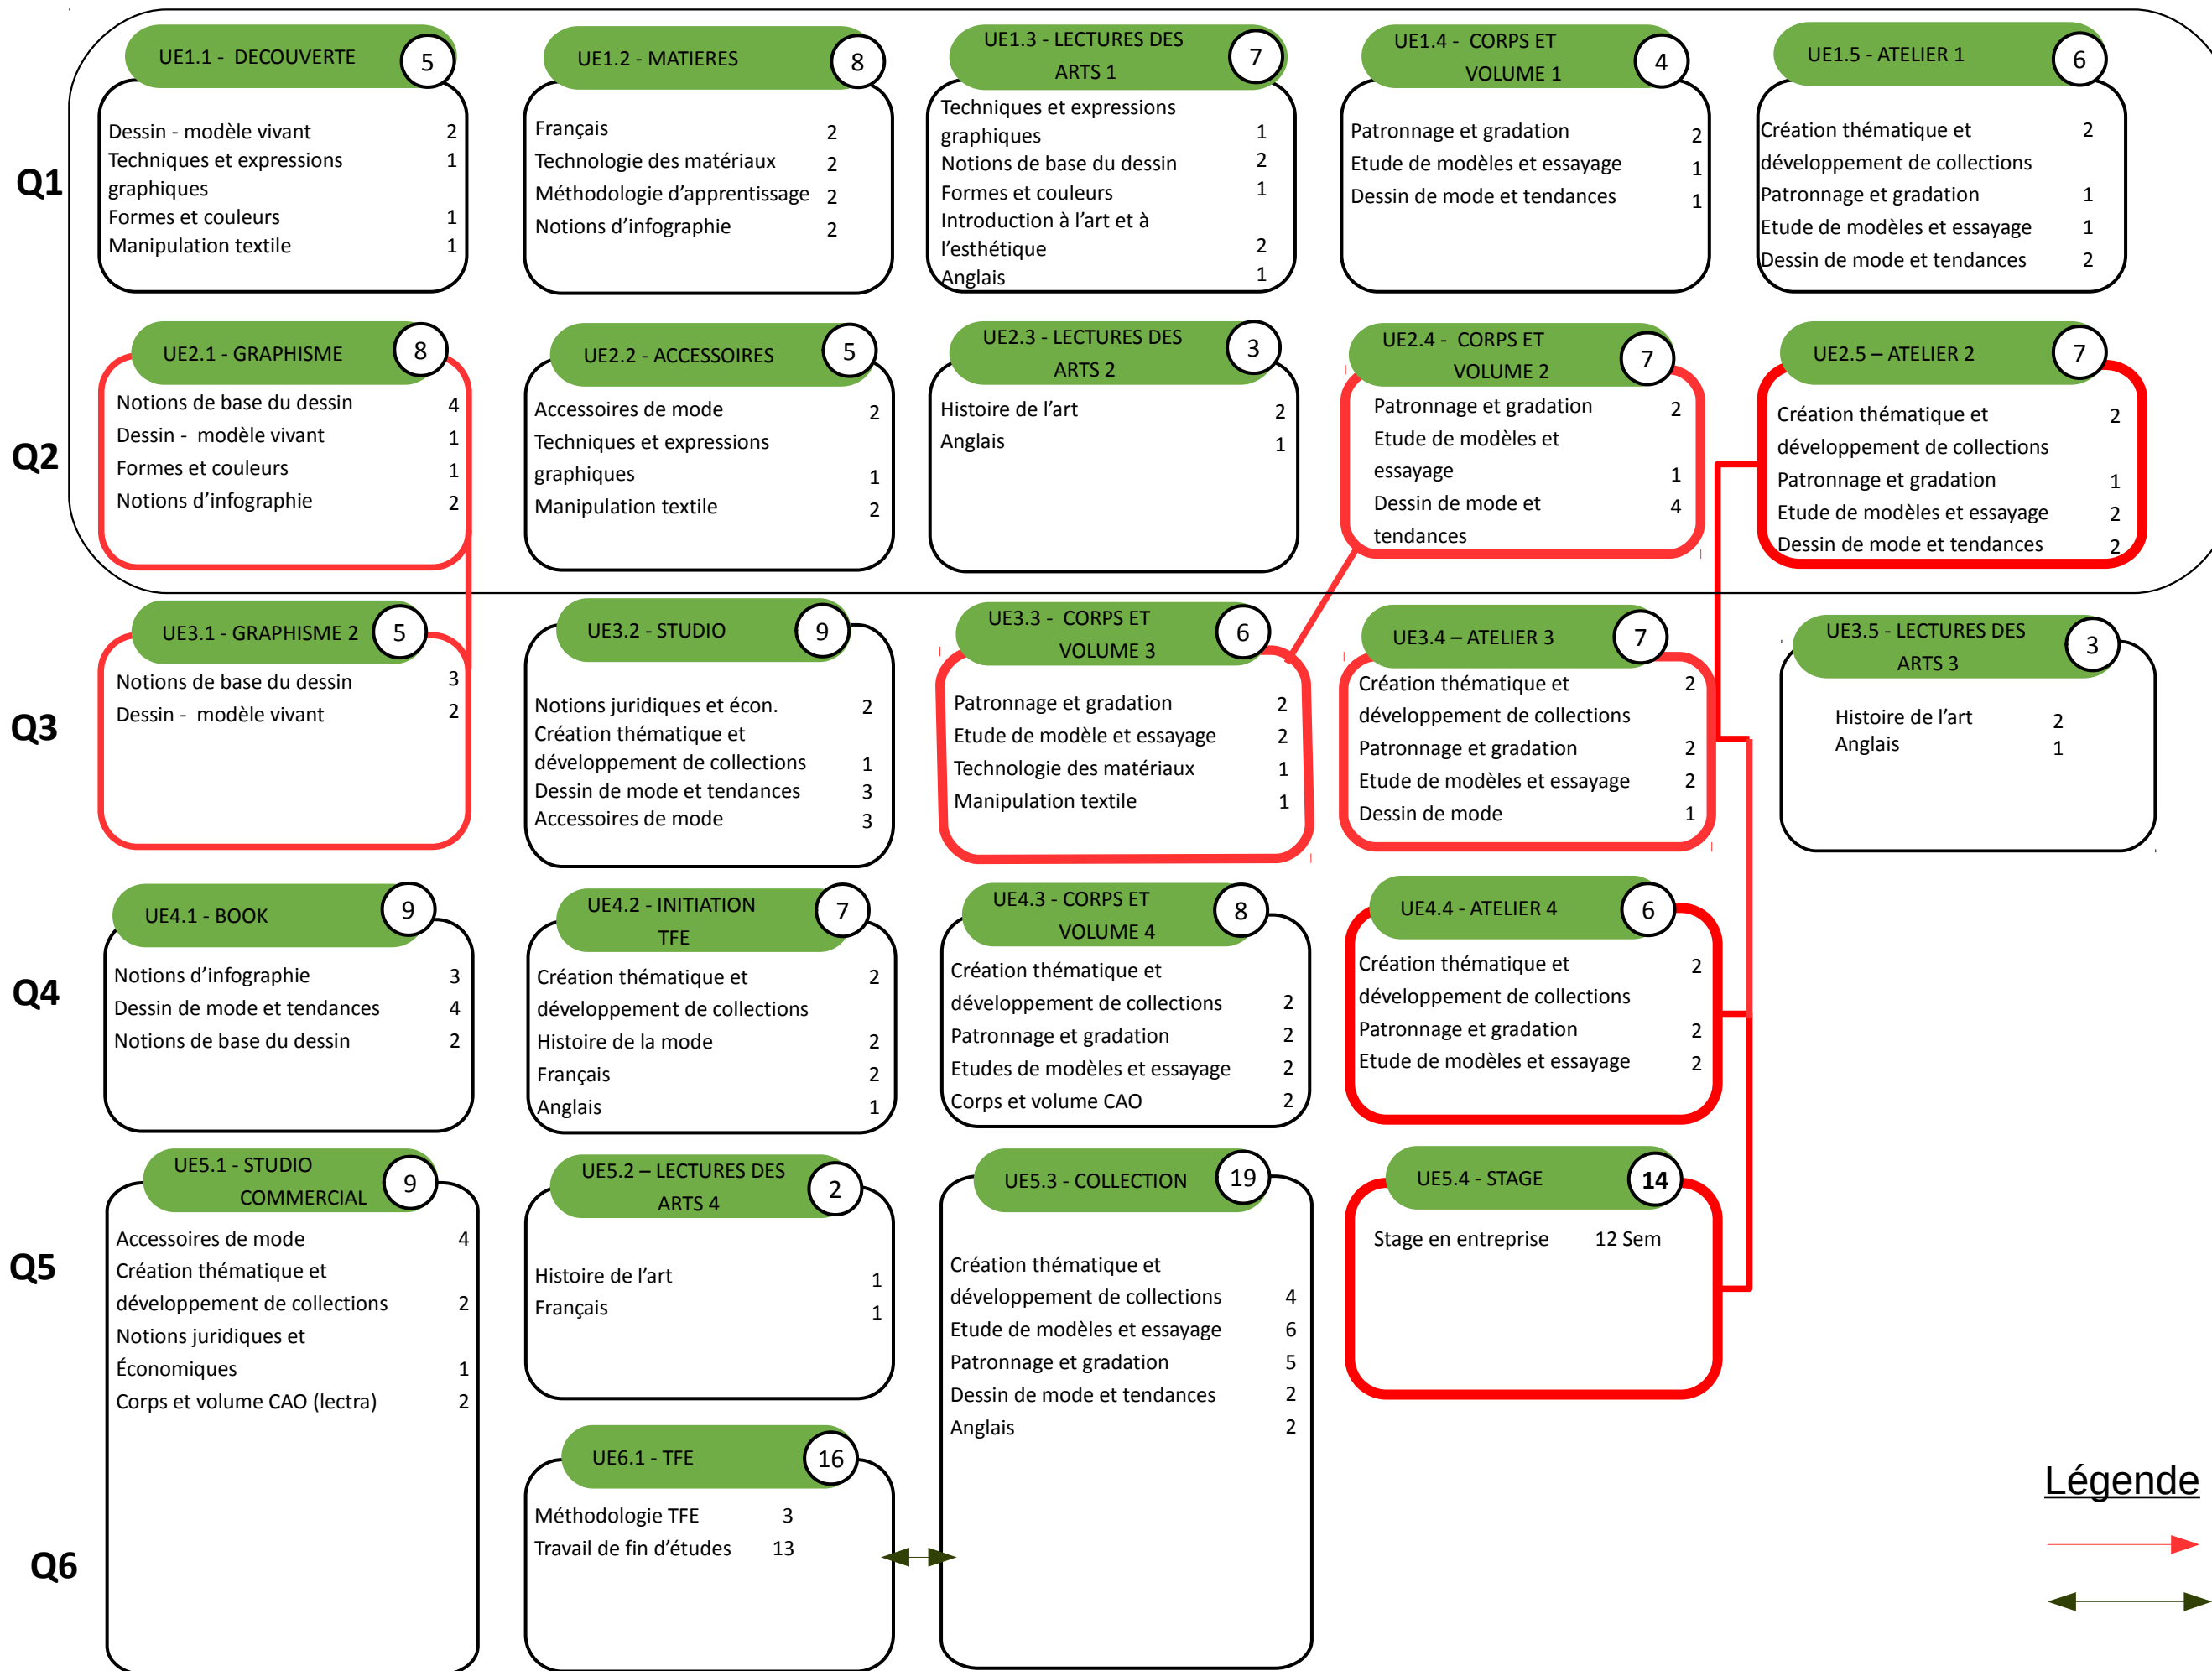 Q1
UE1.1 - DECOUVERTE 5
Dessin - modèle vivant 2
Techniques et expressions 1
graphiques
Formes et couleurs 1
Manipulation textile 1
UE1.2 - MATIERES 8
Français 2
Technologie des matériaux 2
Méthodologie d’apprentissage 2
Notions d’infographie 2
UE1.3 - LECTURES DES
ARTS 1 7
Techniques et expressions
graphiques 1
Notions de base du dessin 2
Formes et couleurs 1
Introduction à l’art et à
l’esthétique 2
Anglais 1
UE1.4 - CORPS ET
VOLUME 1 4
Patronnage et gradation 2
Etude de modèles et essayage 1
Dessin de mode et tendances 1
UE1.5 - ATELIER 1 6
Création thématique et 2
développement de collections
Patronnage et gradation 1
Etude de modèles et essayage 1
Dessin de mode et tendances 2
Q2
UE2.1 - GRAPHISME 8
Notions de base du dessin 4
Dessin - modèle vivant 1
Formes et couleurs 1
Notions d’infographie 2
UE2.2 - ACCESSOIRES 5
Accessoires de mode 2
Techniques et expressions
graphiques 1
Manipulation textile 2
UE2.3 - LECTURES DES
ARTS 2 3
Histoire de l’art 2
Anglais 1
UE2.4 - CORPS ET
VOLUME 2 7
Patronnage et gradation 2
Etude de modèles et
essayage 1
Dessin de mode et 4
tendances
UE2.5 – ATELIER 2 7
Création thématique et 2
développement de collections
Patronnage et gradation 1
Etude de modèles et essayage 2
Dessin de mode et tendances 2
Q3
UE3.1 - GRAPHISME 2 5
Notions de base du dessin 3
Dessin - modèle vivant 2
UE3.2 - STUDIO 9
Notions juridiques et écon. 2
Création thématique et
développement de collections 1
Dessin de mode et tendances 3
Accessoires de mode 3
UE3.3 - CORPS ET
VOLUME 3 6
Patronnage et gradation 2
Etude de modèle et essayage 2
Technologie des matériaux 1
Manipulation textile 1
UE3.4 – ATELIER 3 7
Création thématique et 2
développement de collections
Patronnage et gradation 2
Etude de modèles et essayage 2
Dessin de mode 1
UE3.5 - LECTURES DES
ARTS 3 3
Histoire de l’art 2
Anglais 1
Q4
UE4.1 - BOOK 9
Notions d’infographie 3
Dessin de mode et tendances 4
Notions de base du dessin 2
UE4.2 - INITIATION
TFE 7
Création thématique et 2
développement de collections
Histoire de la mode 2
Français 2
Anglais 1
UE4.3 - CORPS ET
VOLUME 4 8
Création thématique et
développement de collections 2
Patronnage et gradation 2
Etudes de modèles et essayage 2
Corps et volume CAO 2
UE4.4 - ATELIER 4 6
Création thématique et 2
développement de collections
Patronnage et gradation 2
Etude de modèles et essayage 2
Q5
UE5.1 - STUDIO
COMMERCIAL 9
Accessoires de mode 4
Création thématique et
développement de collections 2
Notions juridiques et
Économiques 1
Corps et volume CAO (lectra) 2
UE5.2 – LECTURES DES
ARTS 4 2
Histoire de l’art 1
Français 1
UE5.3 - COLLECTION 19
Création thématique et
développement de collections 4
Etude de modèles et essayage 6
Patronnage et gradation 5
Dessin de mode et tendances 2
Anglais 2
UE5.4 - STAGE 14
Stage en entreprise 12 Sem
Q6
UE6.1 - TFE 16
Méthodologie TFE 3
Travail de fin d’études 13
Légende